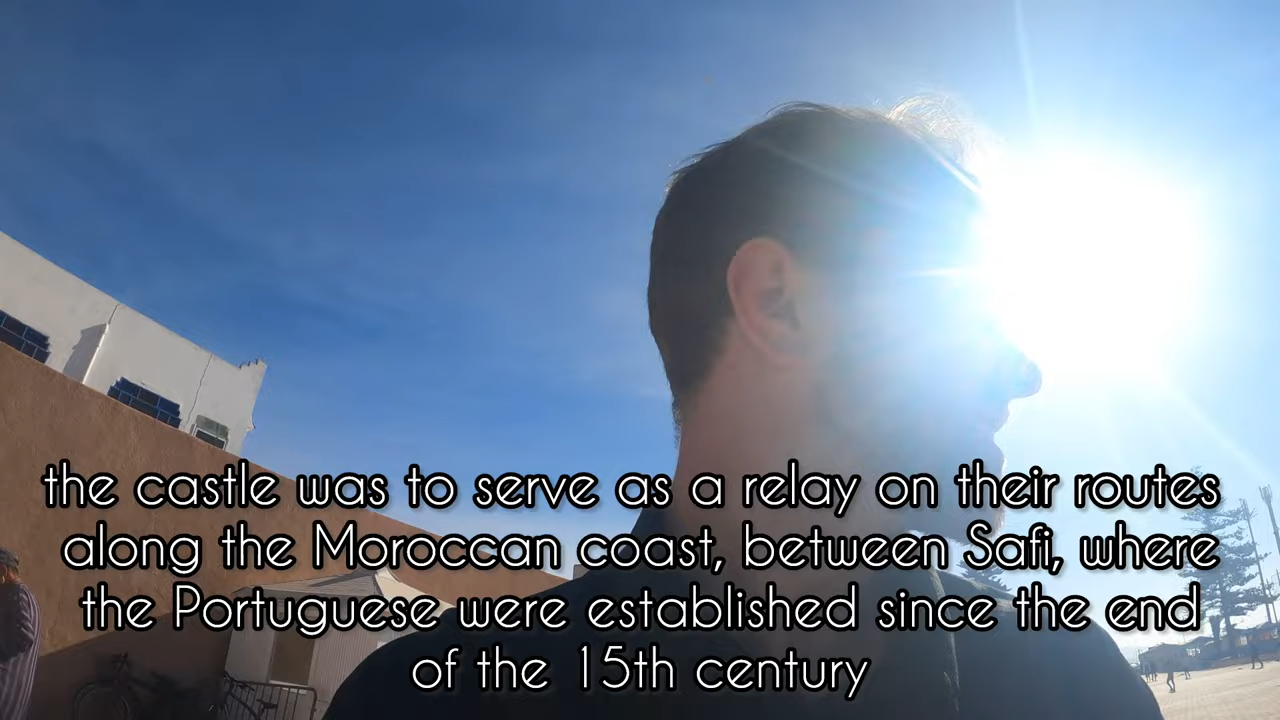 the castle was to serve as a relay on their routes
along the Moroccan coast, between Safi, where
the Portuguese were established since the end
of the 15th century